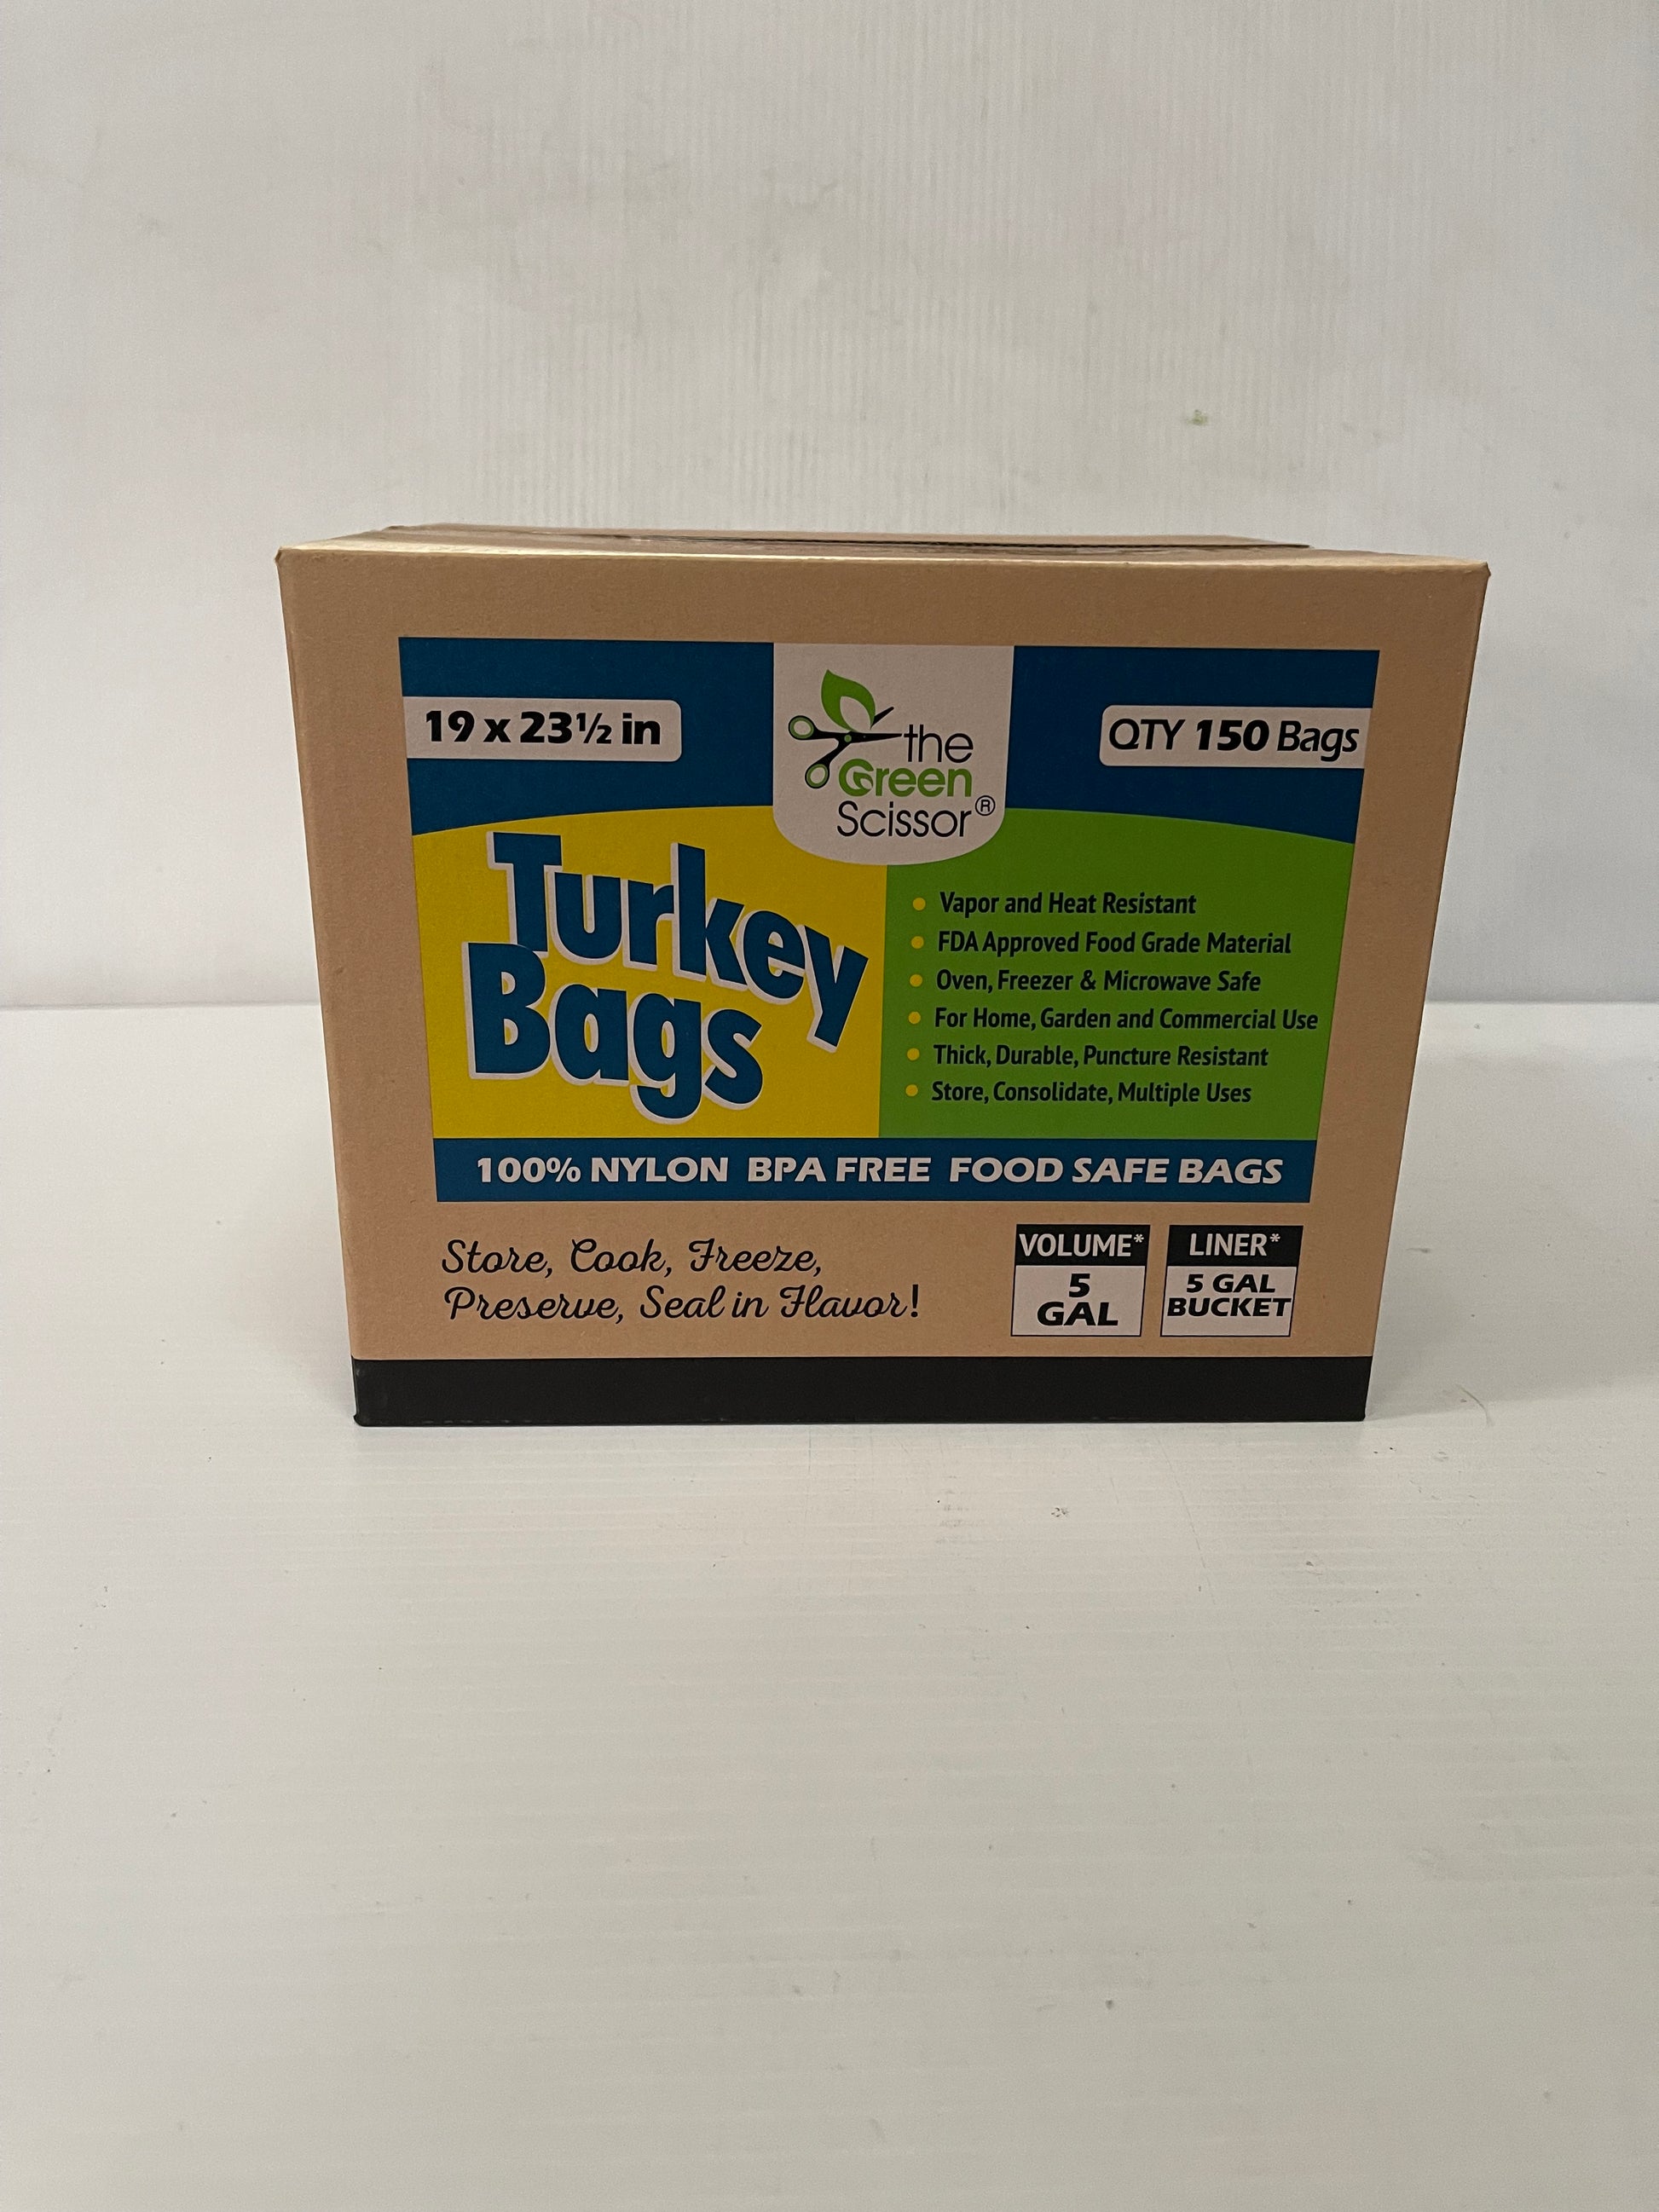 19 x 23½ in
the
Green
Scissor®
QTY 150 Bags
Turkey
Bags
• Vapor and Heat Resistant
• FDA Approved Food Grade Material
• Oven, Freezer & Microwave Safe
• For Home, Garden and Commercial Use
• Thick, Durable, Puncture Resistant
• Store, Consolidate, Multiple Uses
100% NYLON BPA FREE FOOD SAFE BAGS
Store, Cook, Freeze,
Preserve, Seal in Flavor!
VOLUME*
5
GAL
LINER*
5 GAL
BUCKET